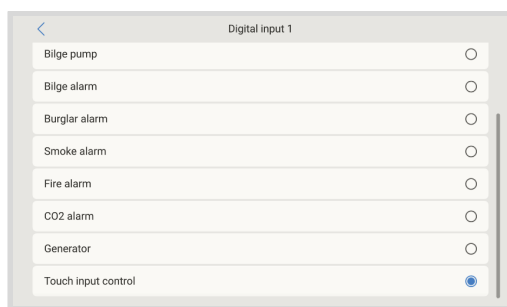 Digital input 1
Bilge pump
Bilge alarm
Burglar alarm
Smoke alarm
Fire alarm
CO2 alarm
Generator
Touch input control